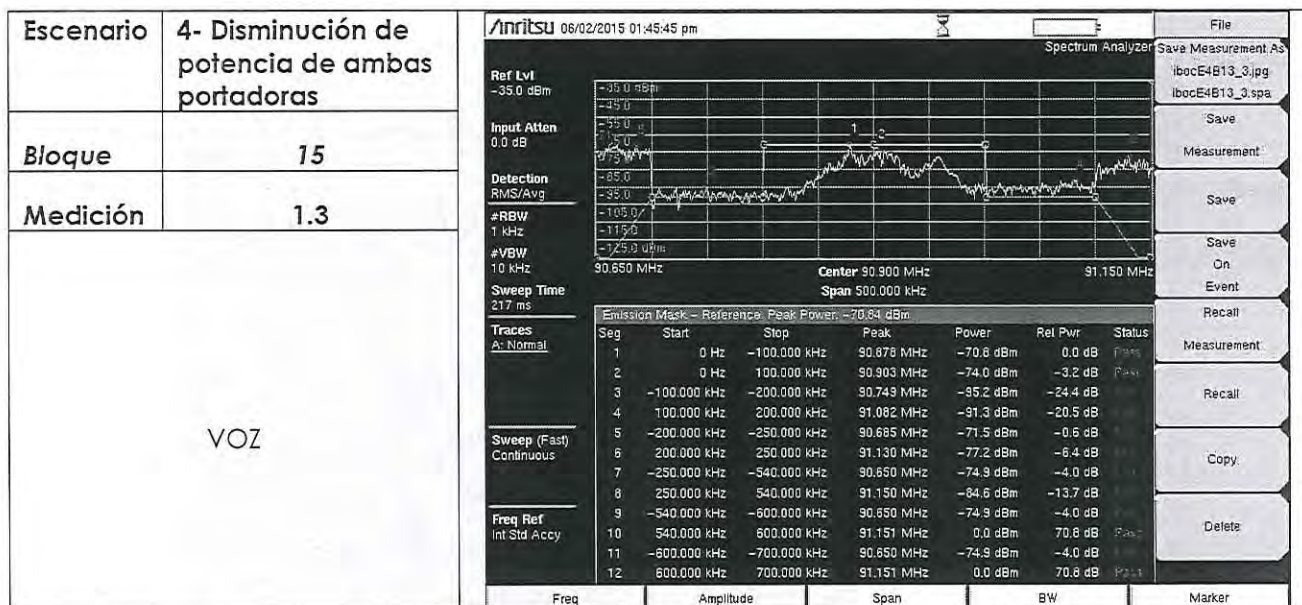 Escenario 4- Disminución de potencia de ambas portadoras
Bloque 15
Medición 1.3
VOZ
Anritsu 06/02/2015 01:45:45 pm
Spectrum Analyzer
Ref Lvl
-35.0 dBm
Input Atten
0.0 dB
Detection
RMS/Avg
#RBW
1 kHz
#VBW
10 kHz
Sweep Time
217 ms
Traces
A: Normal
Sweep (Fast)
Continuous
Freq Ref
Int Std Accy
-35.0 dBm
-45.0
-55.0
-85.0
-95.0
-105.0
-115.0
-125.0 dBm
1
2
90.650 MHz
Center 90.900 MHz
91.150 MHz
Span 500.000 kHz
Emission Mask - Reference: Peak Power: -70.84 dBm
Seg Start Stop Peak Power Rel Pwr Status
1 0 Hz -100.000 kHz 90.878 MHz -70.8 dBm 0.0 dB Pass
2 0 Hz 100.000 kHz 90.903 MHz -74.0 dBm -3.2 dB Pass
3 -100.000 kHz -200.000 kHz 90.749 MHz -95.2 dBm -24.4 dB
4 100.000 kHz 200.000 kHz 91.082 MHz -91.3 dBm -20.5 dB
5 -200.000 kHz -250.000 kHz 90.685 MHz -71.5 dBm -0.6 dB
6 200.000 kHz 250.000 kHz 91.130 MHz -77.2 dBm -6.4 dB
7 -250.000 kHz -540.000 kHz 90.650 MHz -74.9 dBm -4.0 dB
8 250.000 kHz 540.000 kHz 91.150 MHz -84.6 dBm -13.7 dB
9 -540.000 kHz -600.000 kHz 90.650 MHz -74.9 dBm -4.0 dB
10 540.000 kHz 600.000 kHz 91.151 MHz 0.0 dBm 70.8 dB Pass
11 -600.000 kHz -700.000 kHz 90.650 MHz -74.9 dBm -4.0 dB
12 600.000 kHz 700.000 kHz 91.151 MHz 0.0 dBm 70.8 dB Pass
File
Save Measurement As
ibocE4B13_3.jpg
ibocE4B13_3.spa
Save
Measurement
Save
Save
On
Event
Recall
Measurement
Recall
Copy
Delete
Freq Amplitude Span BW Marker